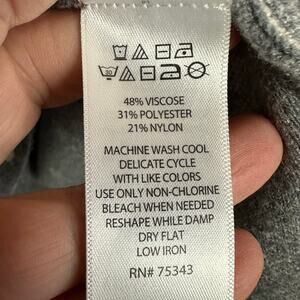 30
48% VISCOSE
31% POLYESTER
21% NYLON
MACHINE WASH COOL
DELICATE CYCLE
WITH LIKE COLORS
USE ONLY NON-CHLORINE
BLEACH WHEN NEEDED
RESHAPE WHILE DAMP
DRY FLAT
LOW IRON
RN# 75343